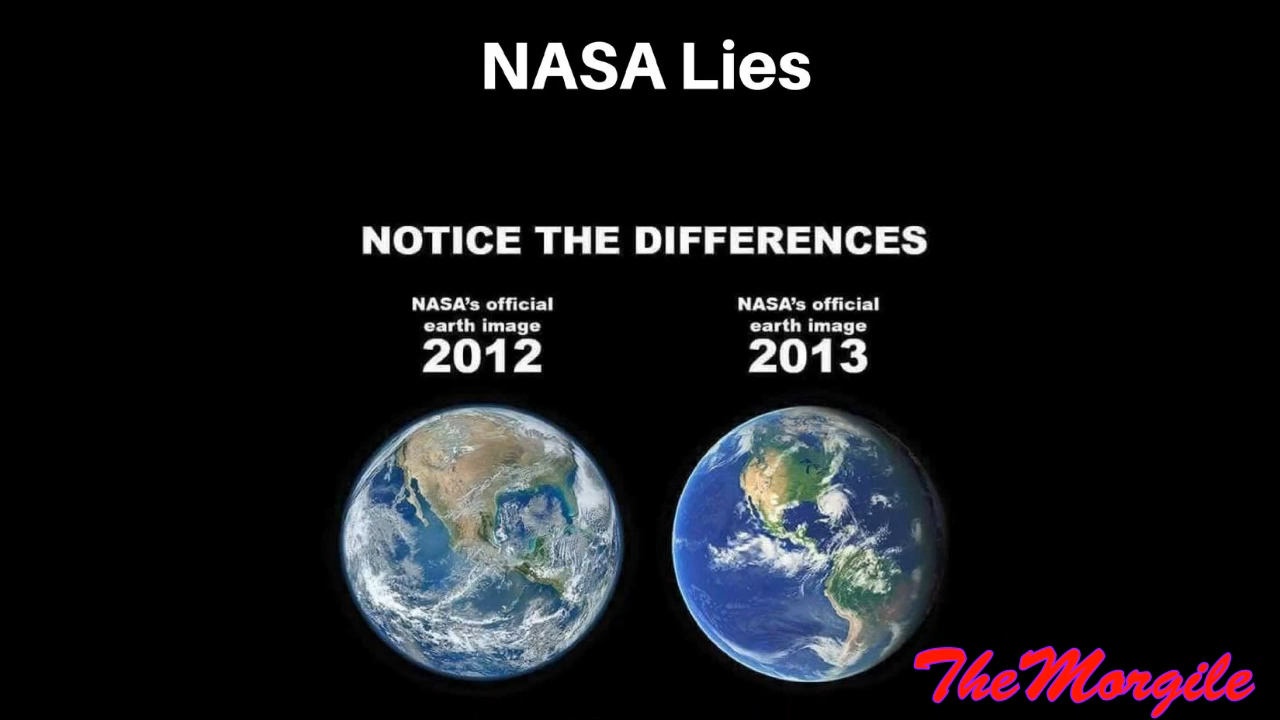 NASA Lies
NOTICE THE DIFFERENCES
NASA's official
earth image
2012
NASA's official
earth image
2013
TheMorgile